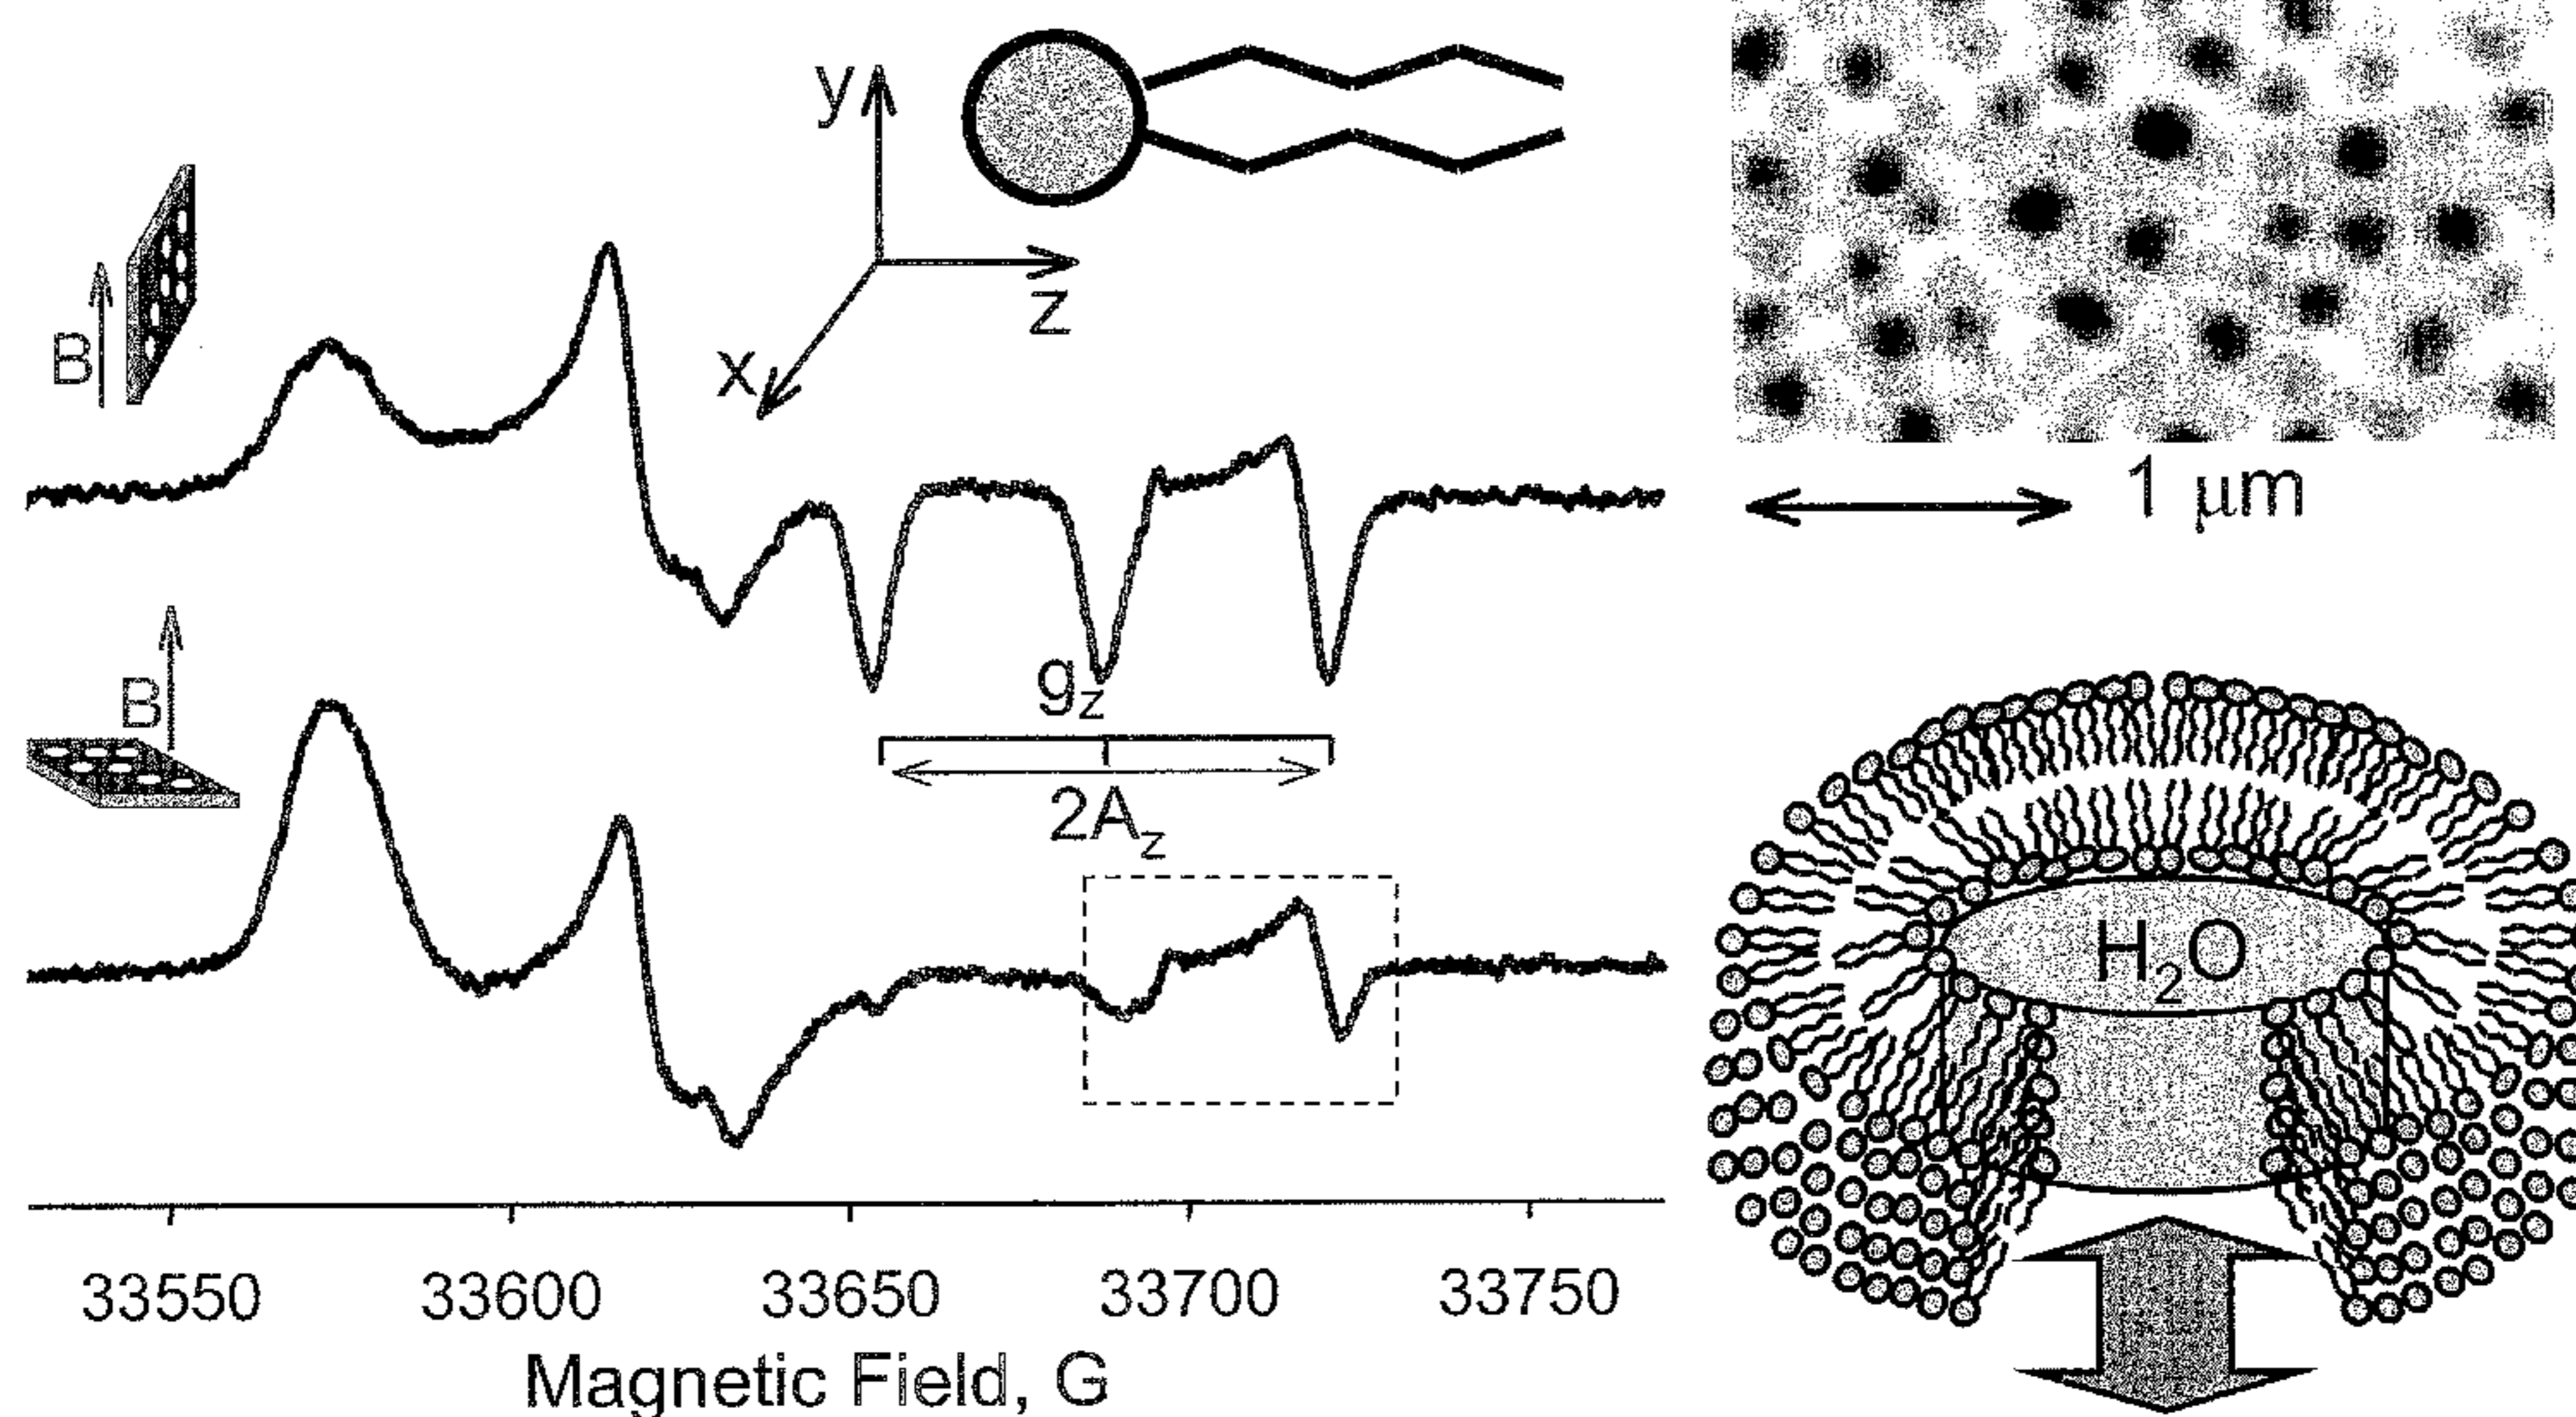 y
z
x
B
1 μm
g_z
B
2A_z
H₂O
33550 33600 33650 33700 33750
Magnetic Field, G